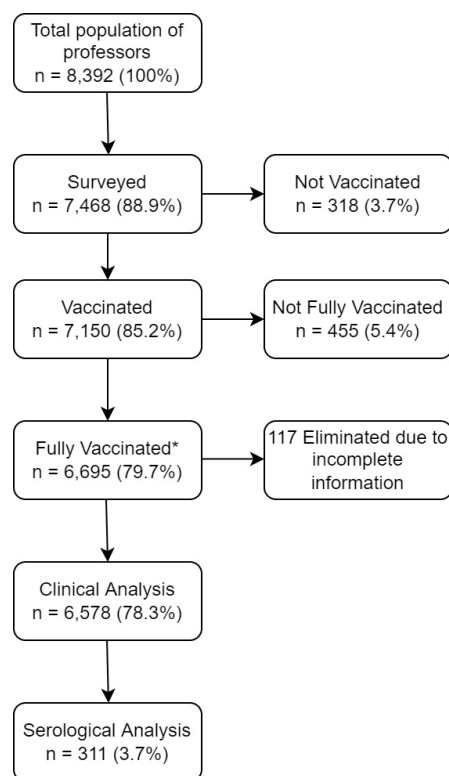 Total population of
professors
n = 8,392 (100%)
Surveyed
n = 7,468 (88.9%)
Not Vaccinated
n = 318 (3.7%)
Vaccinated
n = 7,150 (85.2%)
Not Fully Vaccinated
n = 455 (5.4%)
Fully Vaccinated*
n = 6,695 (79.7%)
117 Eliminated due to
incomplete
information
Clinical Analysis
n = 6,578 (78.3%)
Serological Analysis
n = 311 (3.7%)